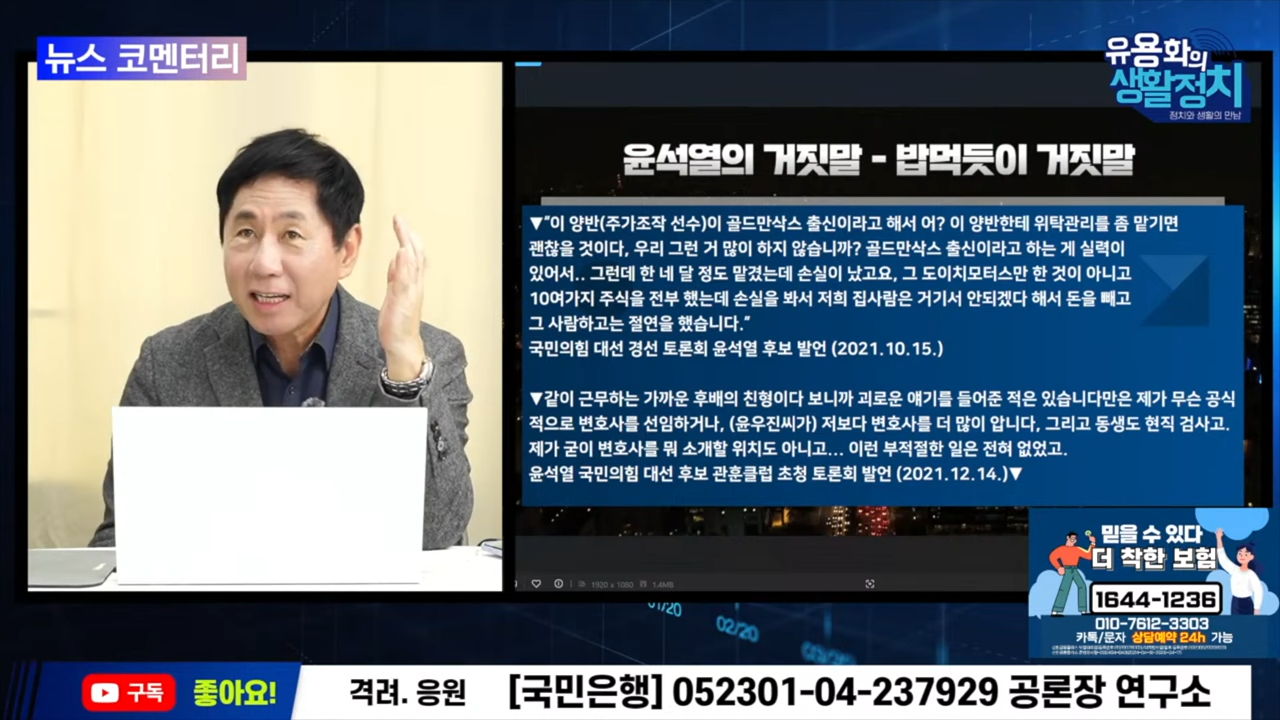 뉴스 코멘터리
유용화의
생활정치
정치와 생활의 만남
윤석열의 거짓말 - 밥먹듯이 거짓말
▼"이 양반(주가조작 선수)이 골드만삭스 출신이라고 해서 어? 이 양반한테 위탁관리를 좀 맡기면
괜찮을 것이다, 우리 그런 거 많이 하지 않습니까? 골드만삭스 출신이라고 하는 게 실력이
있어서.. 그런데 한 네 달 정도 맡겼는데 손실이 났고요, 그 도이치모터스만 한 것이 아니고
10여가지 주식을 전부 했는데 손실을 봐서 저희 집사람은 거기서 안되겠다 해서 돈을 빼고
그 사람하고는 절연을 했습니다."
국민의힘 대선 경선 토론회 윤석열 후보 발언 (2021.10.15.)
▼같이 근무하는 가까운 후배의 친형이다 보니까 괴로운 얘기를 들어준 적은 있습니다만은 제가 무슨 공식
적으로 변호사를 선임하거나, (윤우진씨가) 저보다 변호사를 더 많이 압니다, 그리고 동생도 현직 검사고.
제가 굳이 변호사를 뭐 소개할 위치도 아니고... 이런 부적절한 일은 전혀 없었고.
윤석열 국민의힘 대선 후보 관훈클럽 초청 토론회 발언 (2021.12.14.)▼
1920 x 1080 1.4MB
01/20
02/20
믿을 수 있다
더 착한 보험
1644-1236
010-7612-3303
카톡/문자 상담예약 24h 가능
구독 좋아요! 격려. 응원 [국민은행] 052301-04-237929 공론장 연구소